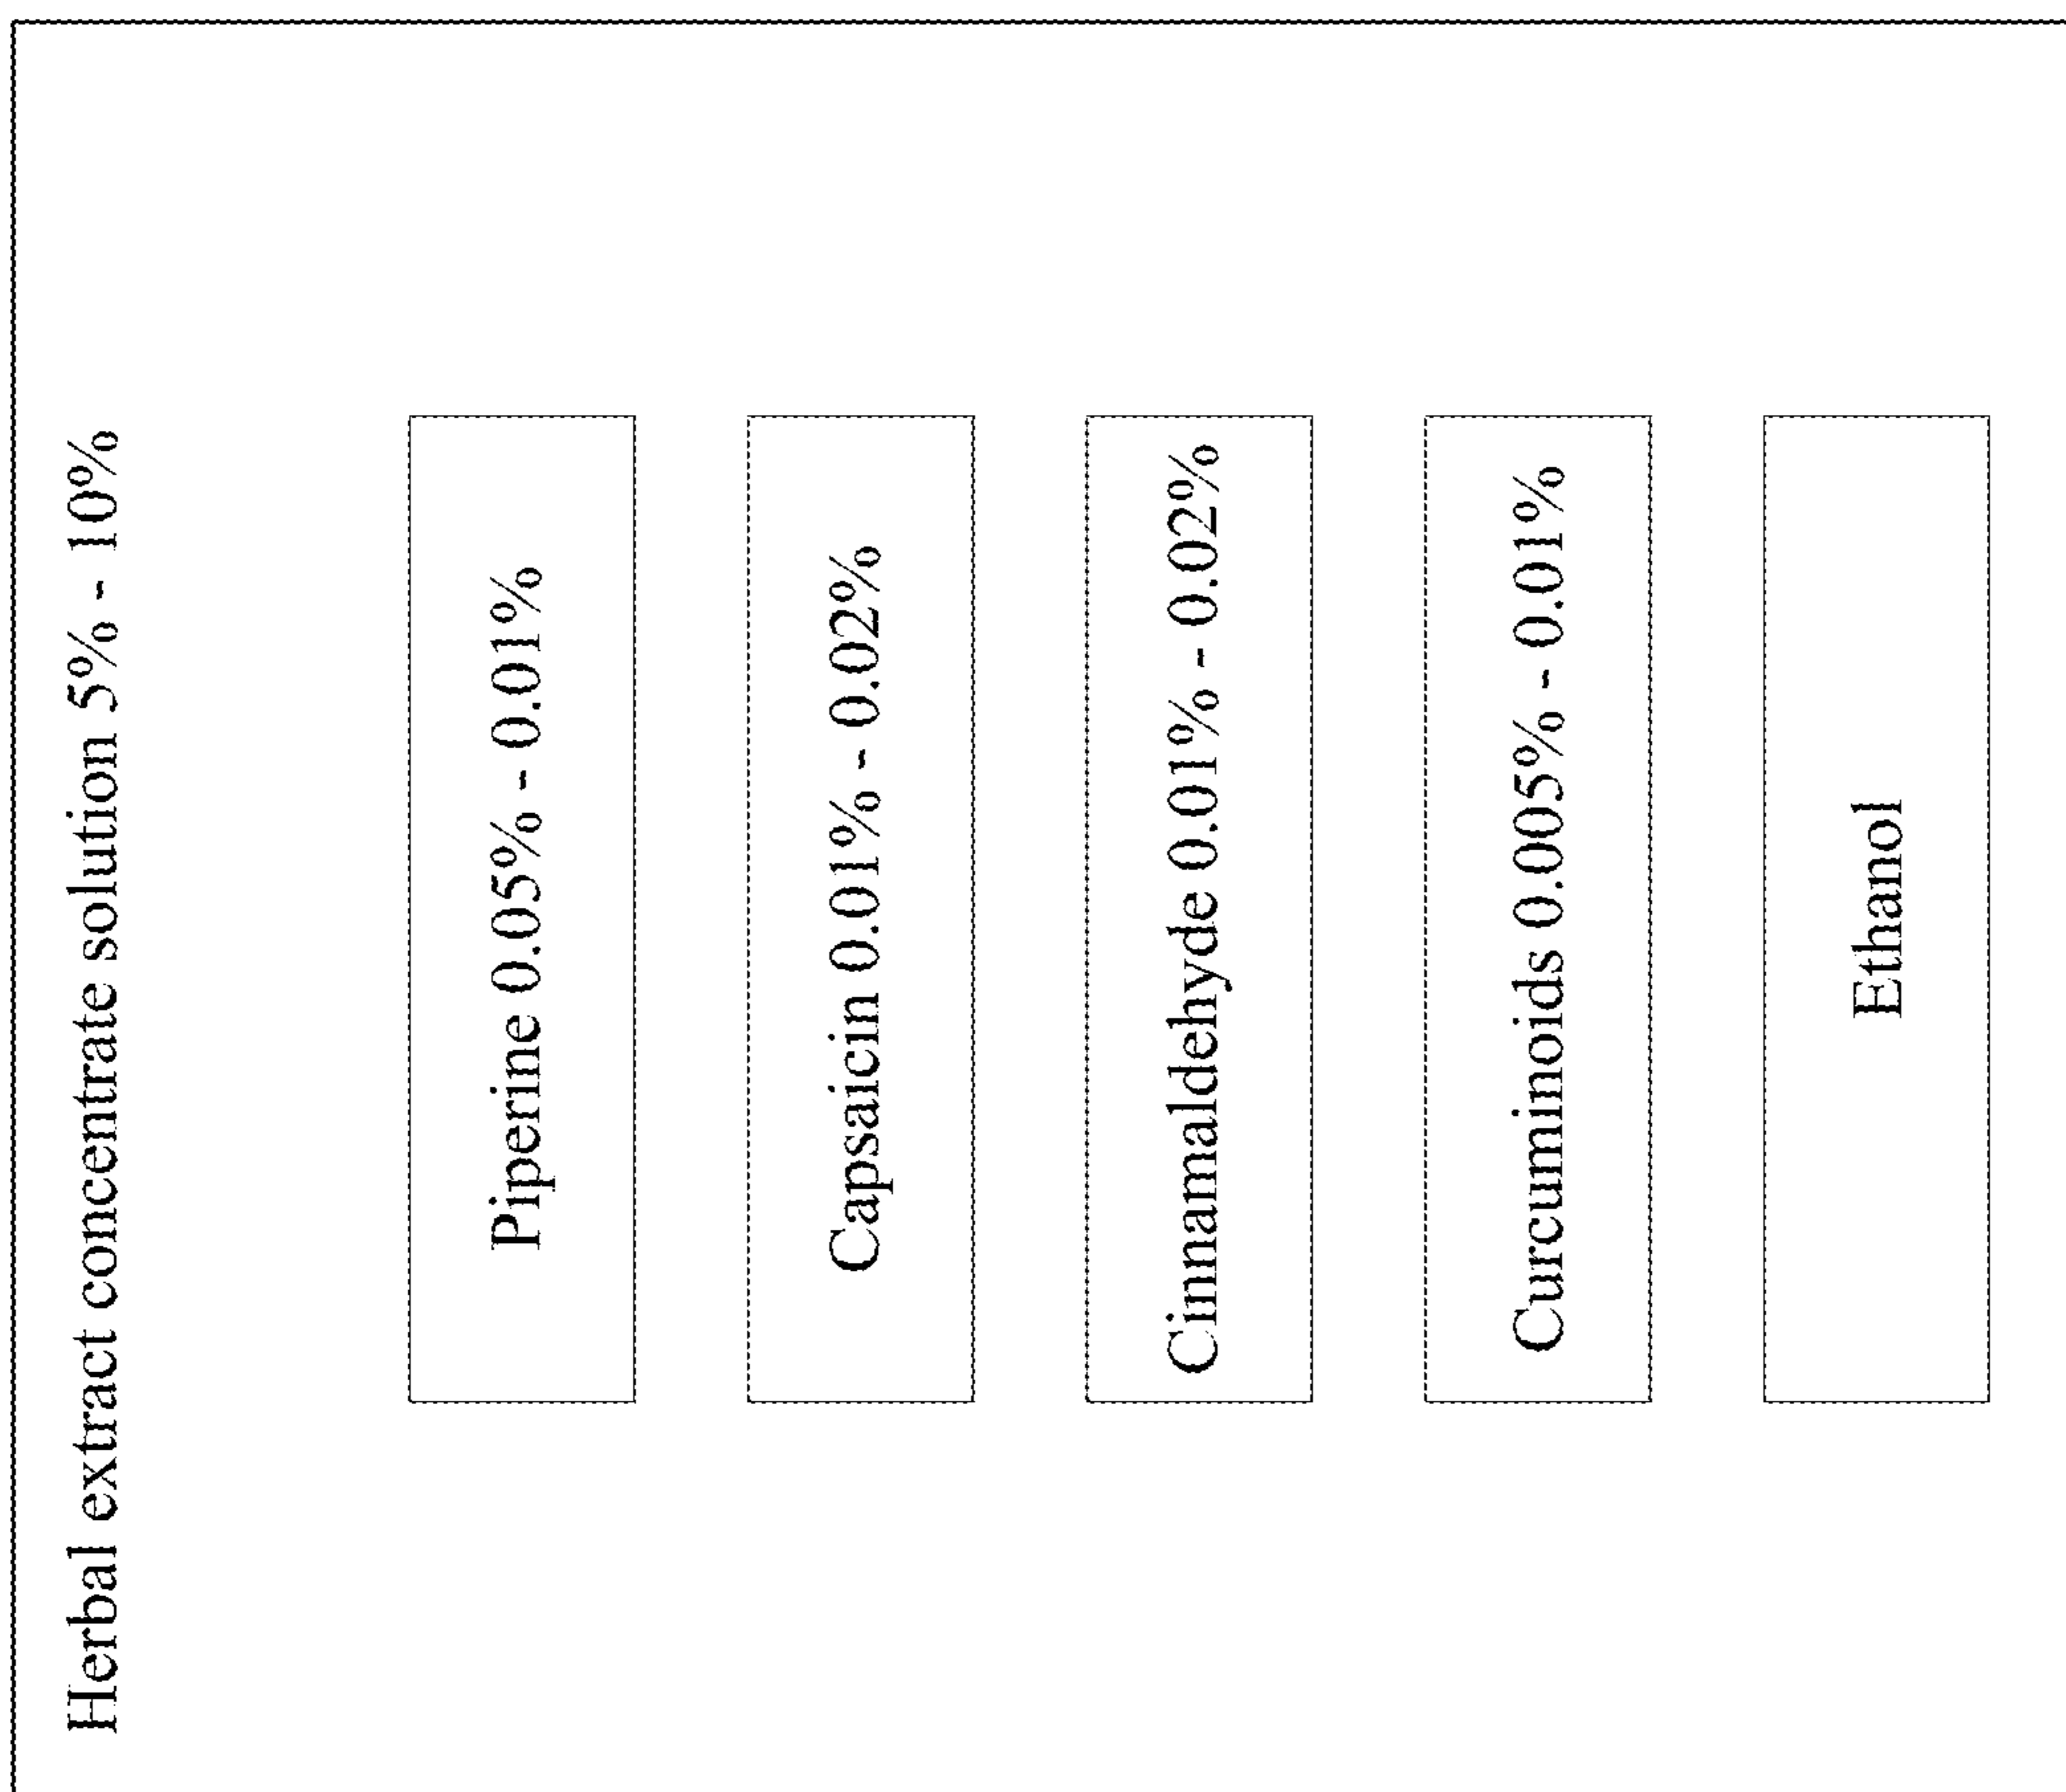 Herbal extract concentrate solution 5% - 10%
Piperine 0.05% - 0.01%
Capsaicin 0.01% - 0.02%
Cinnamaldehyde 0.01% - 0.02%
Curcuminoids 0.005% - 0.01%
Ethanol